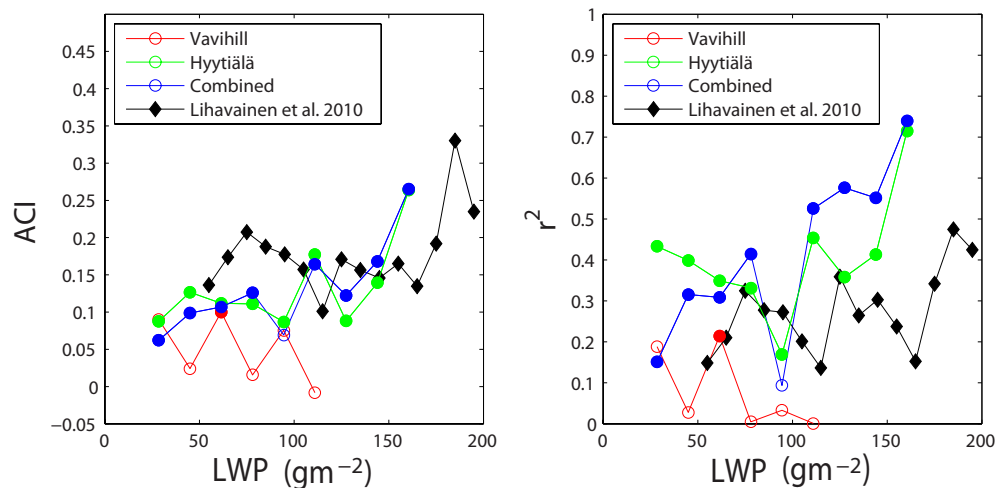 0.45
0.4
0.35
0.3
0.25
0.2
0.15
0.1
0.05
0
−0.05
ACI
0
50
100
150
200
LWP (gm⁻²)
Vavihill
Hyytiälä
Combined
Lihavainen et al. 2010
1
0.9
0.8
0.7
0.6
0.5
0.4
0.3
0.2
0.1
0
r²
0
50
100
150
200
LWP (gm⁻²)
Vavihill
Hyytiälä
Combined
Lihavainen et al. 2010